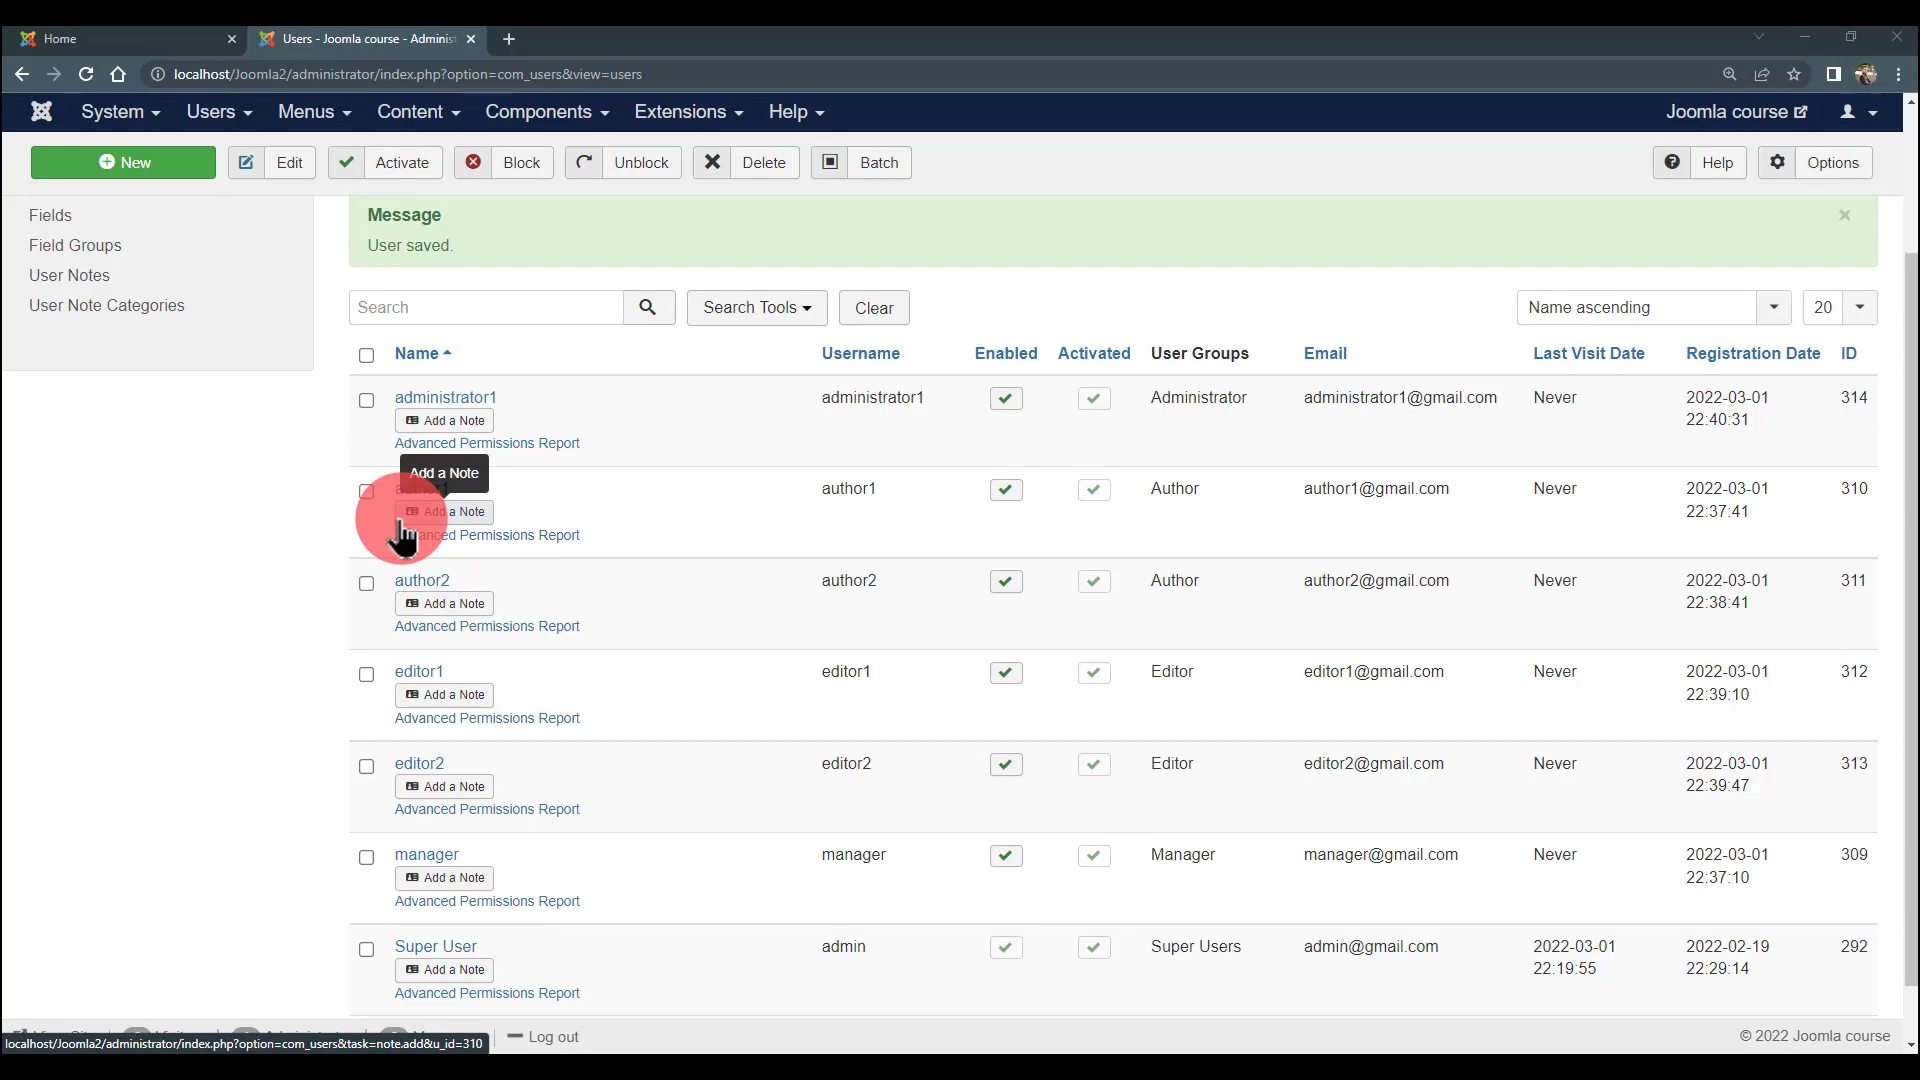 Home
Users - Joomla course - Adminis
localhost/Joomla2/administrator/index.php?option=com_users&view=users
System Users Menus Content Components Extensions Help Joomla course
New Edit Activate Block Unblock Delete Batch Help Options
Fields
Field Groups
User Notes
User Note Categories
Message
User saved.
Search Search Tools Clear Name ascending 20
Name Username Enabled Activated User Groups Email Last Visit Date Registration Date ID
administrator1 administrator1 Administrator administrator1@gmail.com Never 2022-03-01 314
Add a Note 22:40:31
Advanced Permissions Report
Add a Note
author1 author1 Author author1@gmail.com Never 2022-03-01 310
Add a Note 22:37:41
Advanced Permissions Report
author2 author2 Author author2@gmail.com Never 2022-03-01 311
Add a Note 22:38:41
Advanced Permissions Report
editor1 editor1 Editor editor1@gmail.com Never 2022-03-01 312
Add a Note 22:39:10
Advanced Permissions Report
editor2 editor2 Editor editor2@gmail.com Never 2022-03-01 313
Add a Note 22:39:47
Advanced Permissions Report
manager manager Manager manager@gmail.com Never 2022-03-01 309
Add a Note 22:37:10
Advanced Permissions Report
Super User admin Super Users admin@gmail.com 2022-03-01 2022-02-19 292
Add a Note 22:19:55 22:29:14
Advanced Permissions Report
Log out © 2022 Joomla course
localhost/Joomla2/administrator/index.php?option=com_users&task=note.add&u_id=310